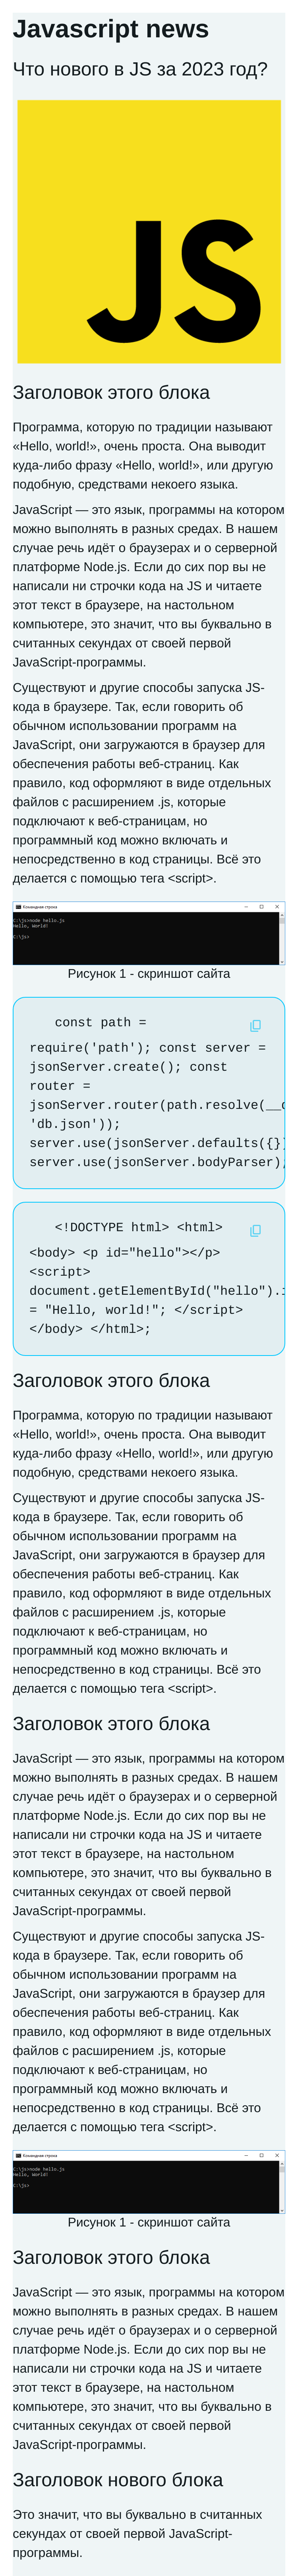 Javascript news
Что нового в JS за 2023 год?
JS
Заголовок этого блока
Программа, которую по традиции называют
«Hello, world!», очень проста. Она выводит
куда-либо фразу «Hello, world!», или другую
подобную, средствами некоего языка.
JavaScript — это язык, программы на котором
можно выполнять в разных средах. В нашем
случае речь идёт о браузерах и о серверной
платформе Node.js. Если до сих пор вы не
написали ни строчки кода на JS и читаете
этот текст в браузере, на настольном
компьютере, это значит, что вы буквально в
считанных секундах от своей первой
JavaScript-программы.
Существуют и другие способы запуска JS-
кода в браузере. Так, если говорить об
обычном использовании программ на
JavaScript, они загружаются в браузер для
обеспечения работы веб-страниц. Как
правило, код оформляют в виде отдельных
файлов с расширением .js, которые
подключают к веб-страницам, но
программный код можно включать и
непосредственно в код страницы. Всё это
делается с помощью тега <script>.
Командная строка
C:\js>node hello.js
Hello, World!
C:\js>
Рисунок 1 - скриншот сайта
const path =
require('path'); const server =
jsonServer.create(); const
router =
jsonServer.router(path.resolve(__d
'db.json'));
server.use(jsonServer.defaults({})
server.use(jsonServer.bodyParser);
<!DOCTYPE html> <html>
<body> <p id="hello"></p>
<script>
document.getElementById("hello").i
= "Hello, world!"; </script>
</body> </html>;
Заголовок этого блока
Программа, которую по традиции называют
«Hello, world!», очень проста. Она выводит
куда-либо фразу «Hello, world!», или другую
подобную, средствами некоего языка.
Существуют и другие способы запуска JS-
кода в браузере. Так, если говорить об
обычном использовании программ на
JavaScript, они загружаются в браузер для
обеспечения работы веб-страниц. Как
правило, код оформляют в виде отдельных
файлов с расширением .js, которые
подключают к веб-страницам, но
программный код можно включать и
непосредственно в код страницы. Всё это
делается с помощью тега <script>.
Заголовок этого блока
JavaScript — это язык, программы на котором
можно выполнять в разных средах. В нашем
случае речь идёт о браузерах и о серверной
платформе Node.js. Если до сих пор вы не
написали ни строчки кода на JS и читаете
этот текст в браузере, на настольном
компьютере, это значит, что вы буквально в
считанных секундах от своей первой
JavaScript-программы.
Существуют и другие способы запуска JS-
кода в браузере. Так, если говорить об
обычном использовании программ на
JavaScript, они загружаются в браузер для
обеспечения работы веб-страниц. Как
правило, код оформляют в виде отдельных
файлов с расширением .js, которые
подключают к веб-страницам, но
программный код можно включать и
непосредственно в код страницы. Всё это
делается с помощью тега <script>.
Командная строка
C:\js>node hello.js
Hello, World!
C:\js>
Рисунок 1 - скриншот сайта
Заголовок этого блока
JavaScript — это язык, программы на котором
можно выполнять в разных средах. В нашем
случае речь идёт о браузерах и о серверной
платформе Node.js. Если до сих пор вы не
написали ни строчки кода на JS и читаете
этот текст в браузере, на настольном
компьютере, это значит, что вы буквально в
считанных секундах от своей первой
JavaScript-программы.
Заголовок нового блока
Это значит, что вы буквально в считанных
секундах от своей первой JavaScript-
программы.